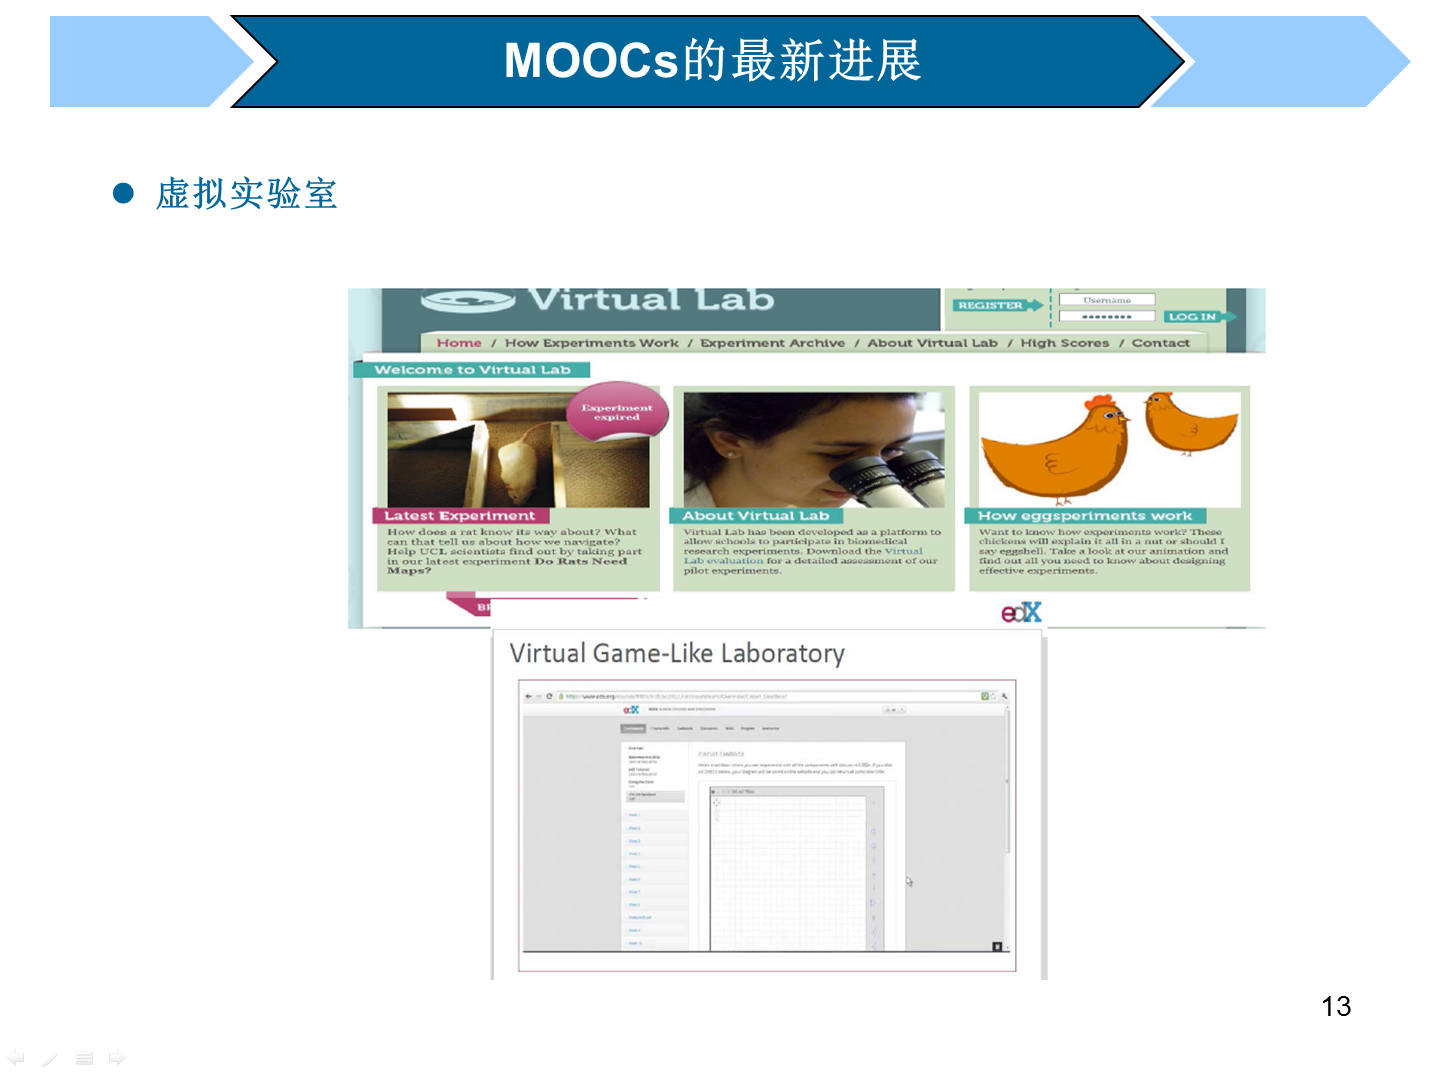 MOOCs的最新进展
虚拟实验室
Virtual Lab
REGISTER
Username
LOG IN
Home / How Experiments Work / Experiment Archive / About Virtual Lab / High Scores / Contact
Welcome to Virtual Lab
Experiment
expired
Latest Experiment
How does a rat know its way about? What
can that tell us about how we navigate?
Help UCL scientists find out by taking part
in our latest experiment Do Rats Need
Maps?
About Virtual Lab
Virtual Lab has been developed as a platform to
allow schools to participate in biomedical
research experiments. Download the Virtual
Lab evaluation for a detailed assessment of our
pilot experiments.
How eggsperiments work
Want to know how experiments work? These
chickens will explain it all in a nut or should I
say eggshell. Take a look at our animation and
find out all you need to know about designing
effective experiments.
edX
Virtual Game-Like Laboratory
edX
CIRCUIT SANDBOX
13